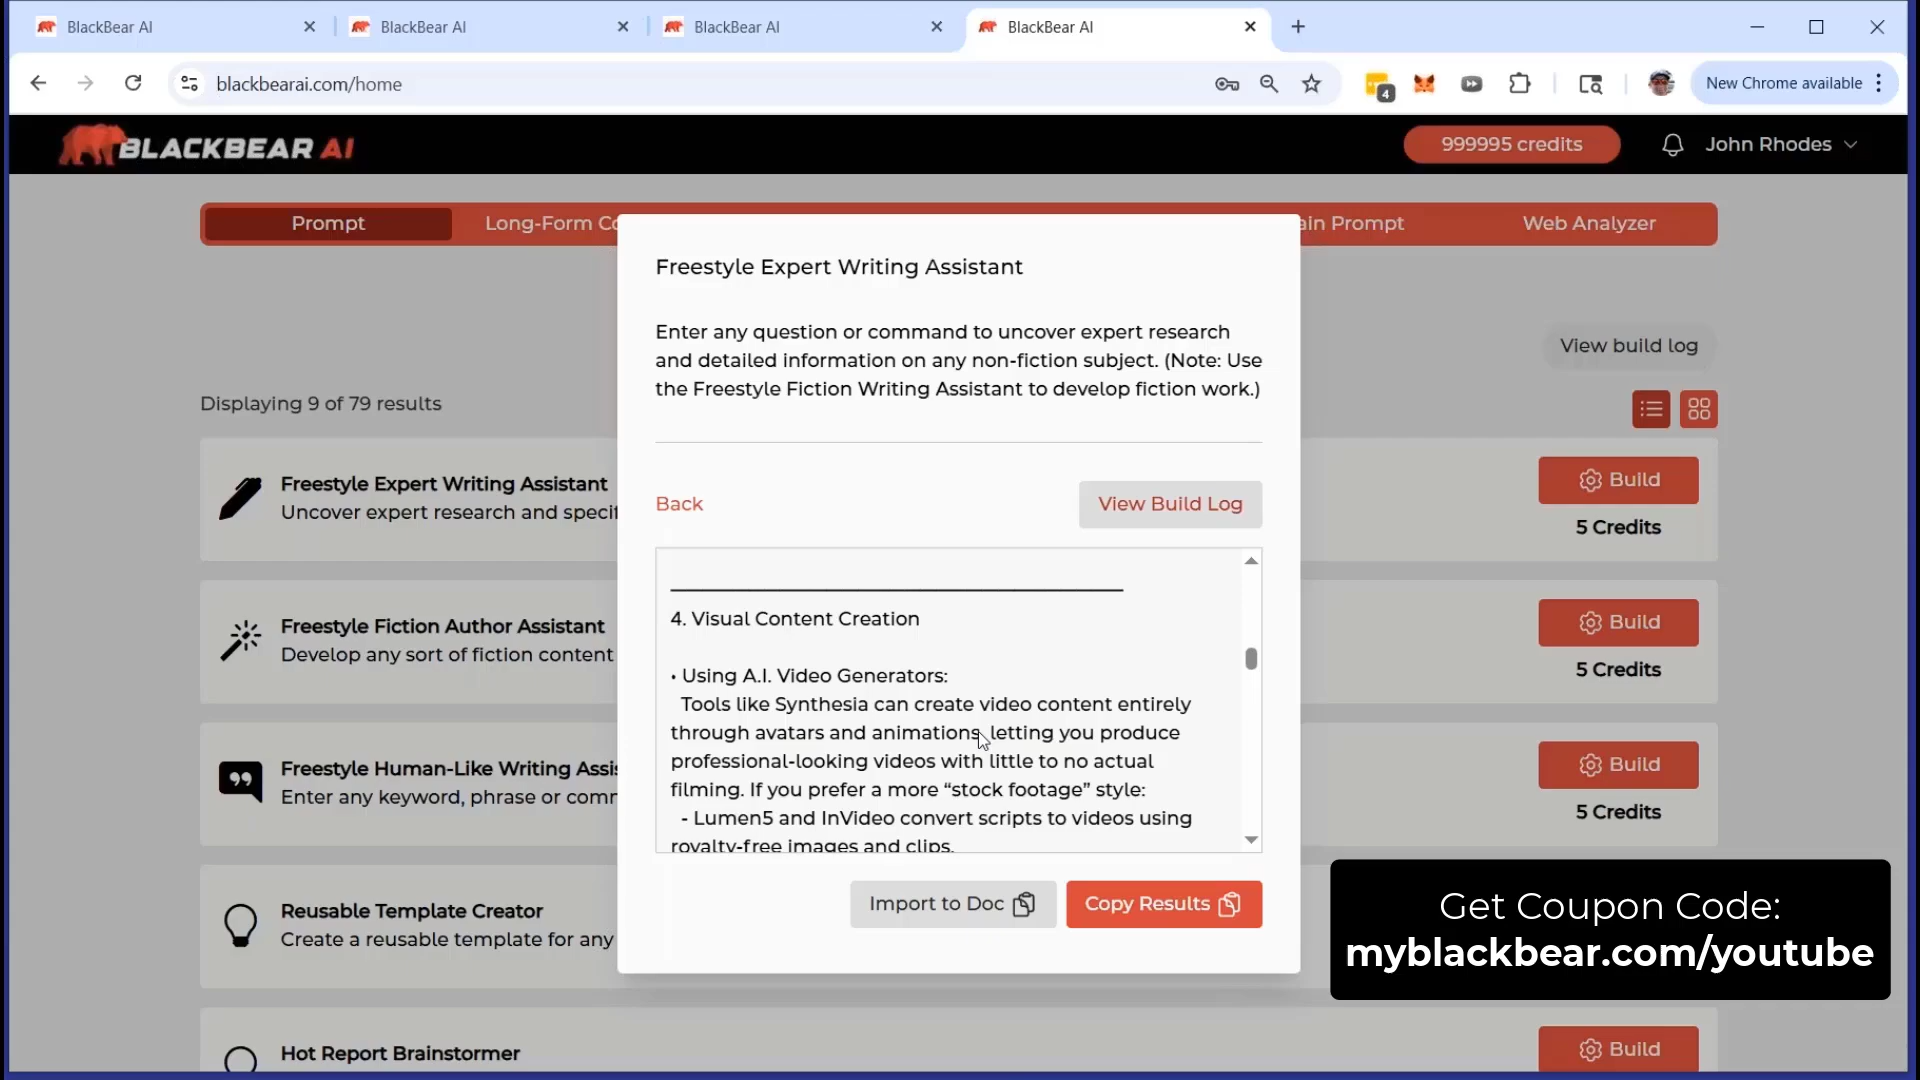 BlackBear AI
BlackBear AI
BlackBear AI
BlackBear AI
blackbearai.com/home
4
New Chrome available
BLACKBEAR AI
999995 credits
John Rhodes
Prompt
Long-Form Co
ain Prompt
Web Analyzer
Freestyle Expert Writing Assistant
Enter any question or command to uncover expert research
and detailed information on any non-fiction subject. (Note: Use
the Freestyle Fiction Writing Assistant to develop fiction work.)
View build log
Displaying 9 of 79 results
Back
View Build Log
Freestyle Expert Writing Assistant
Uncover expert research and specif
Build
5 Credits
4. Visual Content Creation
• Using A.I. Video Generators:
Tools like Synthesia can create video content entirely
through avatars and animations, letting you produce
professional-looking videos with little to no actual
filming. If you prefer a more “stock footage” style:
- Lumen5 and InVideo convert scripts to videos using
royalty-free images and clips.
Freestyle Fiction Author Assistant
Develop any sort of fiction content
Build
5 Credits
Freestyle Human-Like Writing Assis
Enter any keyword, phrase or comm
Build
5 Credits
Import to Doc
Copy Results
Reusable Template Creator
Create a reusable template for any
Get Coupon Code:
myblackbear.com/youtube
Hot Report Brainstormer
Build